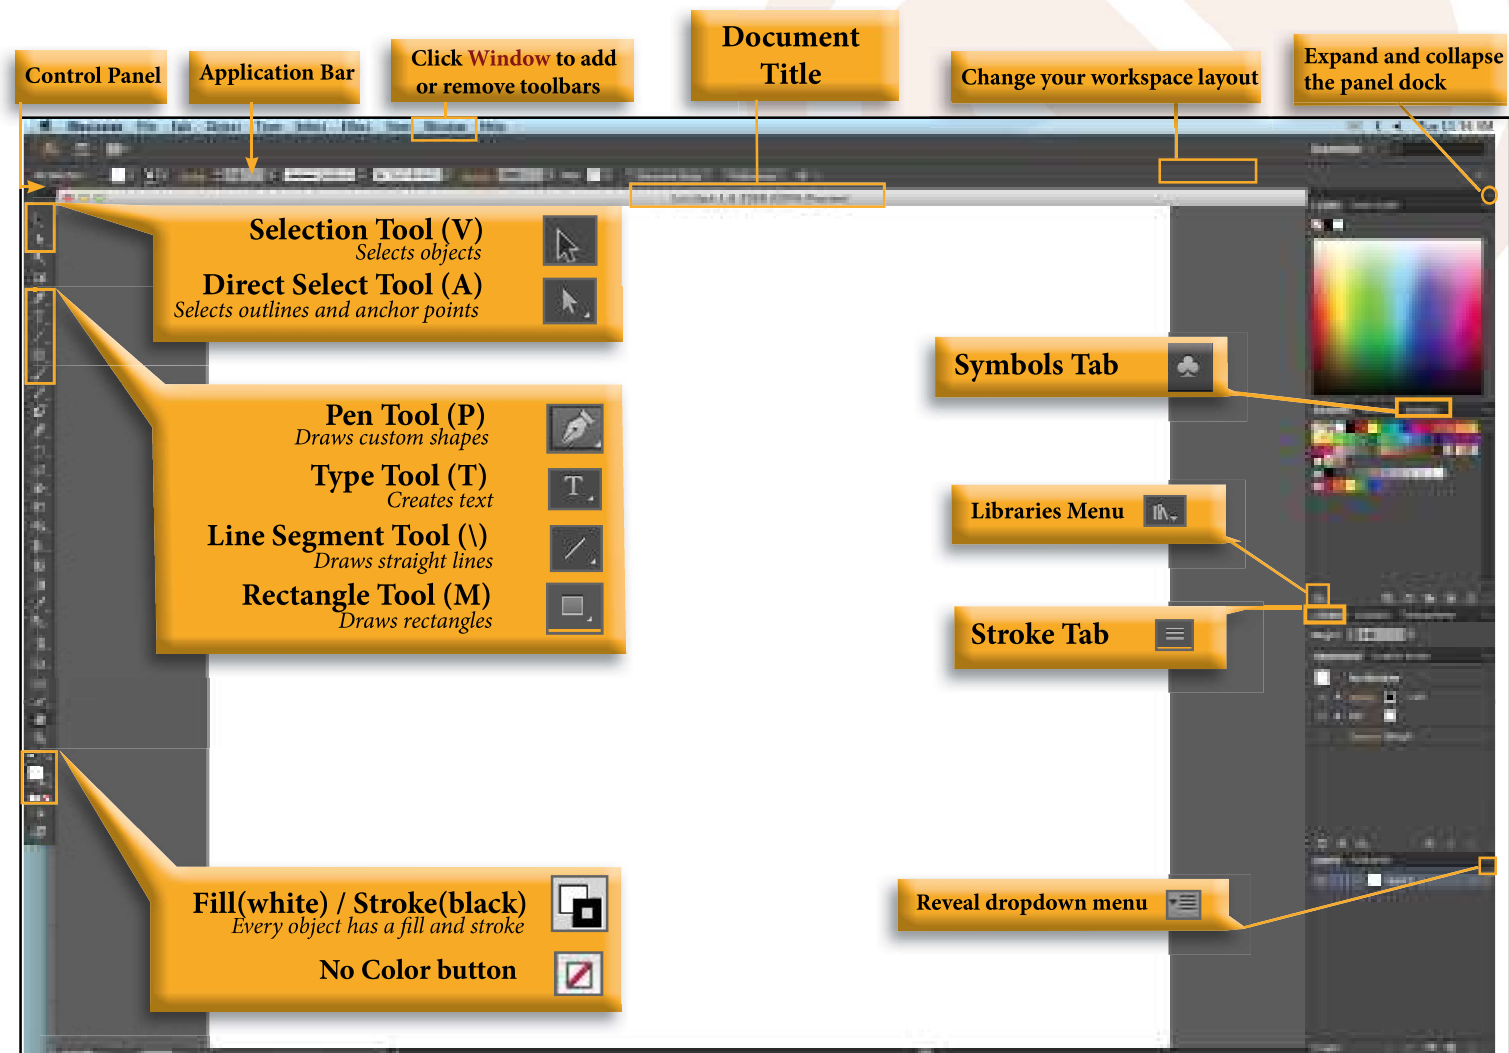 Control Panel
Application Bar
Click Window to add
or remove toolbars
Document
Title
Change your workspace layout
Expand and collapse
the panel dock
Selection Tool (V)
Selects objects
Direct Select Tool (A)
Selects outlines and anchor points
Pen Tool (P)
Draws custom shapes
Type Tool (T)
Creates text
Line Segment Tool (\)
Draws straight lines
Rectangle Tool (M)
Draws rectangles
Symbols Tab
Libraries Menu
Stroke Tab
Fill(white) / Stroke(black)
Every object has a fill and stroke
No Color button
Reveal dropdown menu